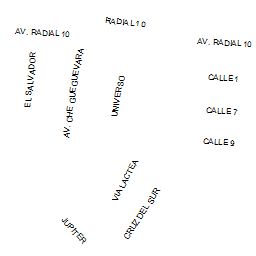 RADIAL 10
AV. RADIAL 10
AV. RADIAL 10
EL SALVADOR
AV. CHE GUEGUEVARA
UNIVERSO
CALLE 1
CALLE 7
CALLE 9
VIA LACTEA
CRUZ DEL SUR
JUPITER